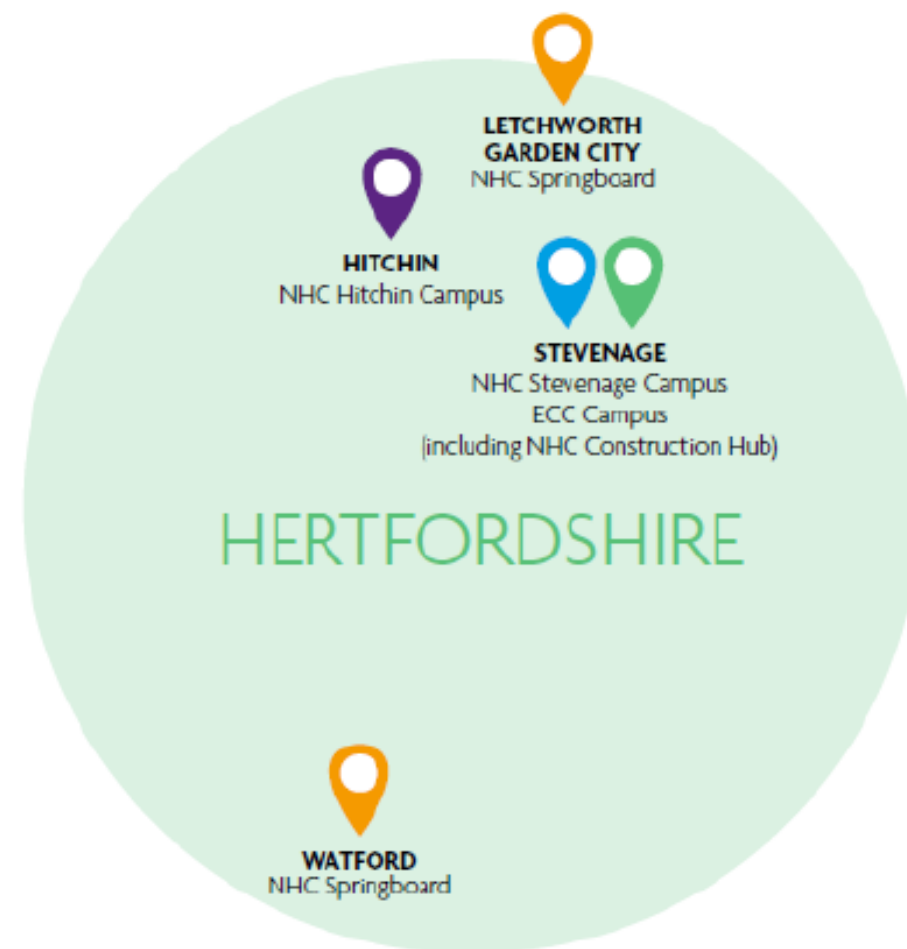 LETCHWORTH
GARDEN CITY
NHC Springboard
HITCHIN
NHC Hitchin Campus
STEVENAGE
NHC Stevenage Campus
ECC Campus
(including NHC Construction Hub)
HERTFORDSHIRE
WATFORD
NHC Springboard